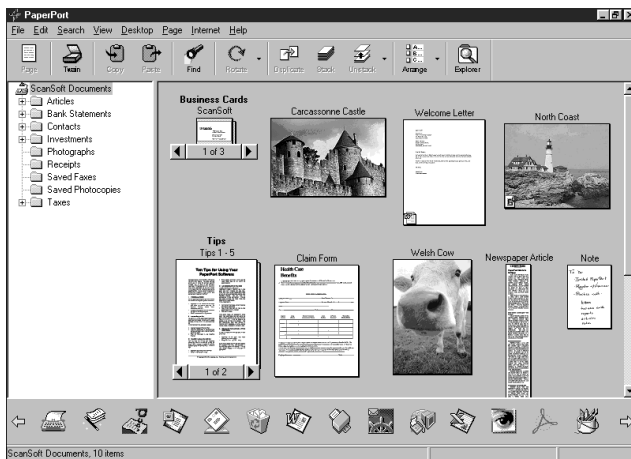 PaperPort
File Edit Search View Desktop Page Internet Help
Page Twain Copy Paste Find Rotate Duplicate Stack Unstack Arrange Explorer
ScanSoft Documents
Articles
Bank Statements
Contacts
Investments
Photographs
Receipts
Saved Faxes
Saved Photocopies
Taxes
Business Cards
ScanSoft
1 of 3
Carcassonne Castle
Welcome Letter
North Coast
Tips
Tips 1 - 5
Ten Tips for Using Your
PaperPort Software
1 of 2
Claim Form
Health Care
Benefits
Welsh Cow
Newspaper Article
Note
ScanSoft Documents, 10 items